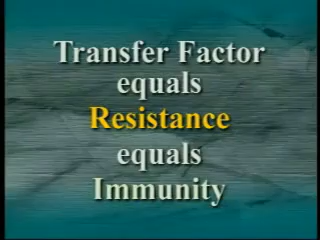 Transfer Factor
equals
Resistance
equals
Immunity